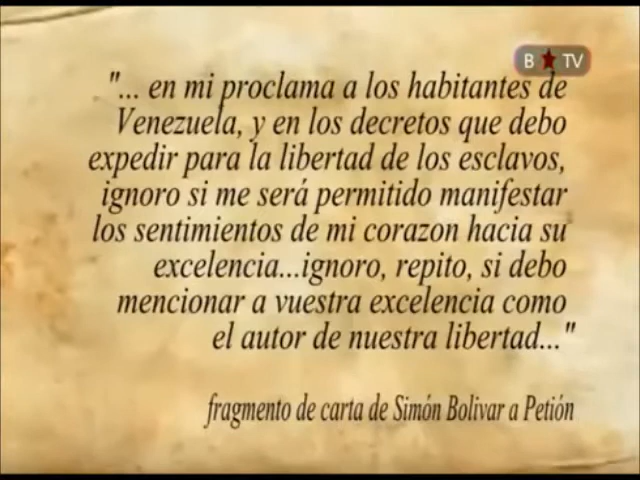 B★TV
"... en mi proclama a los habitantes de
Venezuela, y en los decretos que debo
expedir para la libertad de los esclavos,
ignoro si me será permitido manifestar
los sentimientos de mi corazon hacia su
excelencia...ignoro, repito, si debo
mencionar a vuestra excelencia como
el autor de nuestra libertad..."
fragmento de carta de Simón Bolivar a Petión